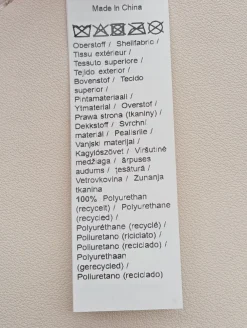 Made in China
Oberstoff / Shellfabric /
Tissu extérieur /
Tessuto superiore /
Tejido exterior /
Bovenstof / Tecido
superior /
Pintamateriaali /
Ytmaterial / Overstof /
Prawa strona (tkaniny) /
Dekkstoff / Svrchní
materiál / Pealisriie /
Vanjski materijal /
Kagylószövet / Viršutinė
medžiaga / ārpuses
audums / ţesătură /
Vetrovkovina / Zunanja
tkanina
100% Polyurethan
(recycelt) / Polyurethane
(recycled) /
Polyuréthane (recyclé) /
Poliuretano (riciclato) /
Poliuretano (reciclado) /
Polyurethaan
(gerecycled) /
Poliuretano (reciclado)